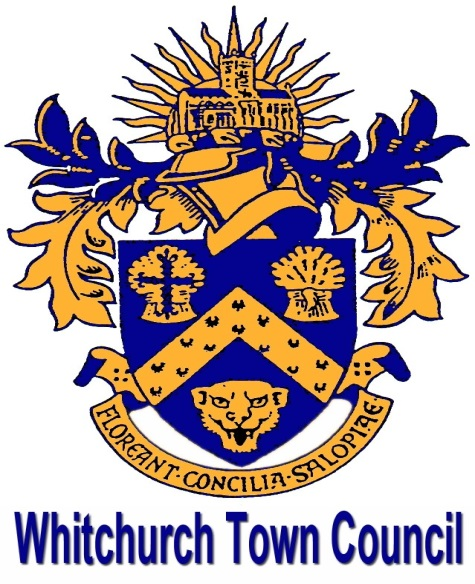 FLOREANT·CONCILIA·SALOPIAE·
Whitchurch Town Council